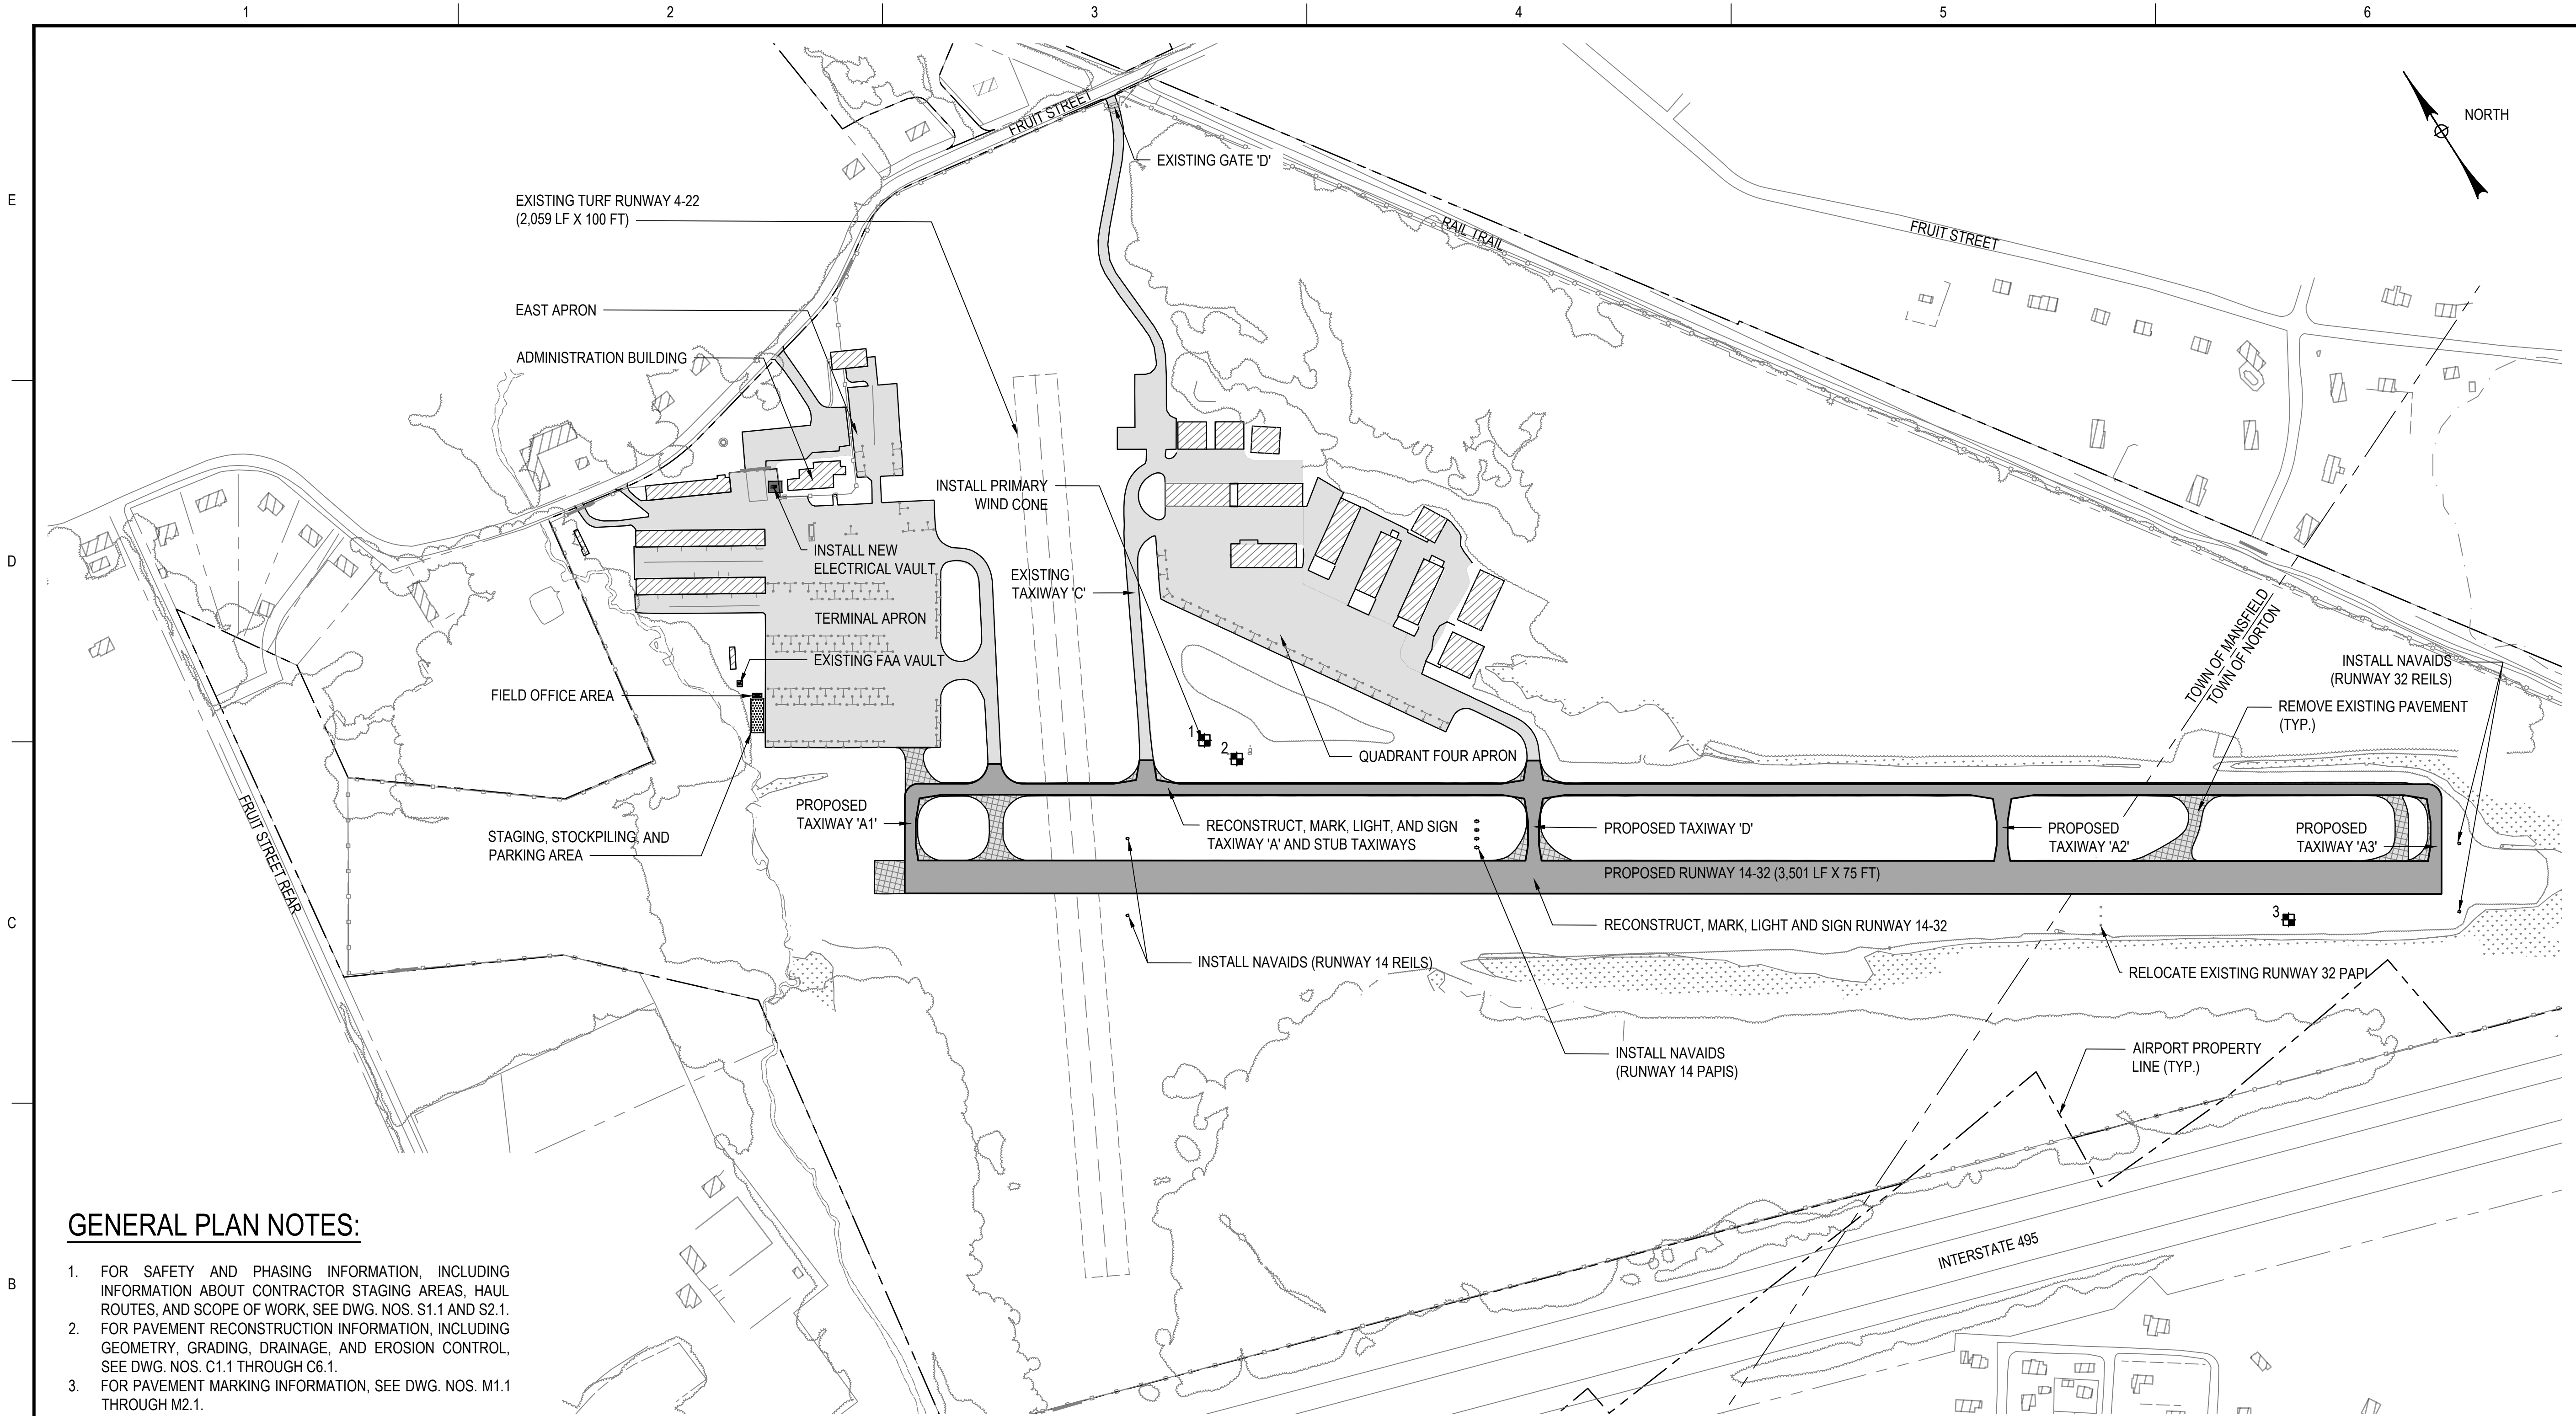 1 2 3 4 5 6
E
D
C
B
NORTH
FRUIT STREET
EXISTING GATE 'D'
EXISTING TURF RUNWAY 4-22
(2,059 LF X 100 FT)
RAIL TRAIL
FRUIT STREET
EAST APRON
ADMINISTRATION BUILDING
INSTALL PRIMARY
WIND CONE
INSTALL NEW
ELECTRICAL VAULT
EXISTING
TAXIWAY 'C'
TERMINAL APRON
EXISTING FAA VAULT
FIELD OFFICE AREA
TOWN OF MANSFIELD
TOWN OF NORTON
INSTALL NAVAIDS
(RUNWAY 32 REILS)
REMOVE EXISTING PAVEMENT
(TYP.)
1
2
QUADRANT FOUR APRON
FRUIT STREET REAR
STAGING, STOCKPILING, AND
PARKING AREA
PROPOSED
TAXIWAY 'A1'
RECONSTRUCT, MARK, LIGHT, AND SIGN
TAXIWAY 'A' AND STUB TAXIWAYS
PROPOSED TAXIWAY 'D'
PROPOSED
TAXIWAY 'A2'
PROPOSED
TAXIWAY 'A3'
PROPOSED RUNWAY 14-32 (3,501 LF X 75 FT)
3
RECONSTRUCT, MARK, LIGHT AND SIGN RUNWAY 14-32
INSTALL NAVAIDS (RUNWAY 14 REILS)
RELOCATE EXISTING RUNWAY 32 PAPI
INSTALL NAVAIDS
(RUNWAY 14 PAPIS)
AIRPORT PROPERTY
LINE (TYP.)
INTERSTATE 495
GENERAL PLAN NOTES:
1. FOR SAFETY AND PHASING INFORMATION, INCLUDING
INFORMATION ABOUT CONTRACTOR STAGING AREAS, HAUL
ROUTES, AND SCOPE OF WORK, SEE DWG. NOS. S1.1 AND S2.1.
2. FOR PAVEMENT RECONSTRUCTION INFORMATION, INCLUDING
GEOMETRY, GRADING, DRAINAGE, AND EROSION CONTROL,
SEE DWG. NOS. C1.1 THROUGH C6.1.
3. FOR PAVEMENT MARKING INFORMATION, SEE DWG. NOS. M1.1
THROUGH M2.1.